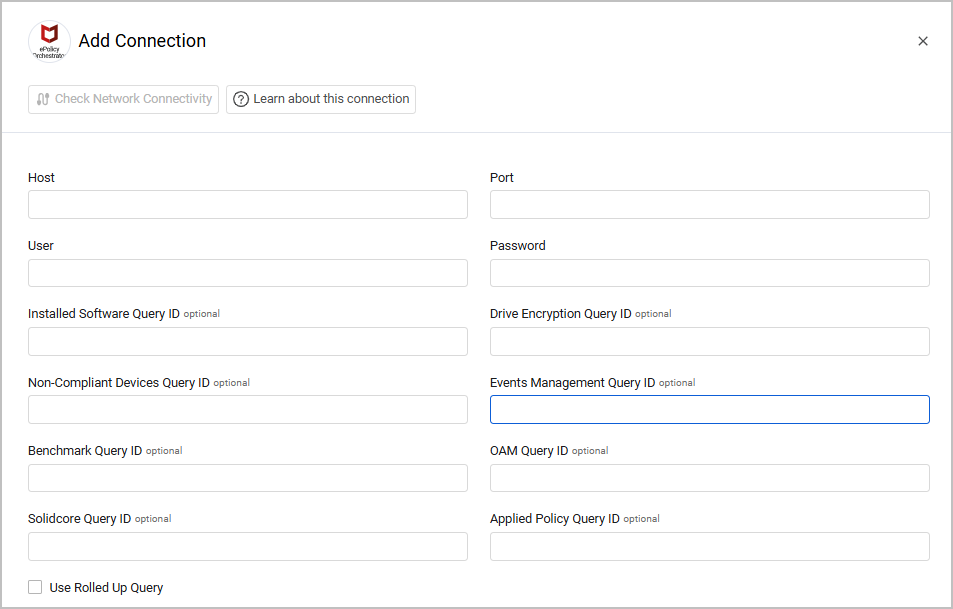 ePolicy
Orchestrator
Add Connection
Check Network Connectivity
Learn about this connection
Host
Port
User
Password
Installed Software Query ID optional
Drive Encryption Query ID optional
Non-Compliant Devices Query ID optional
Events Management Query ID optional
Benchmark Query ID optional
OAM Query ID optional
Solidcore Query ID optional
Applied Policy Query ID optional
Use Rolled Up Query